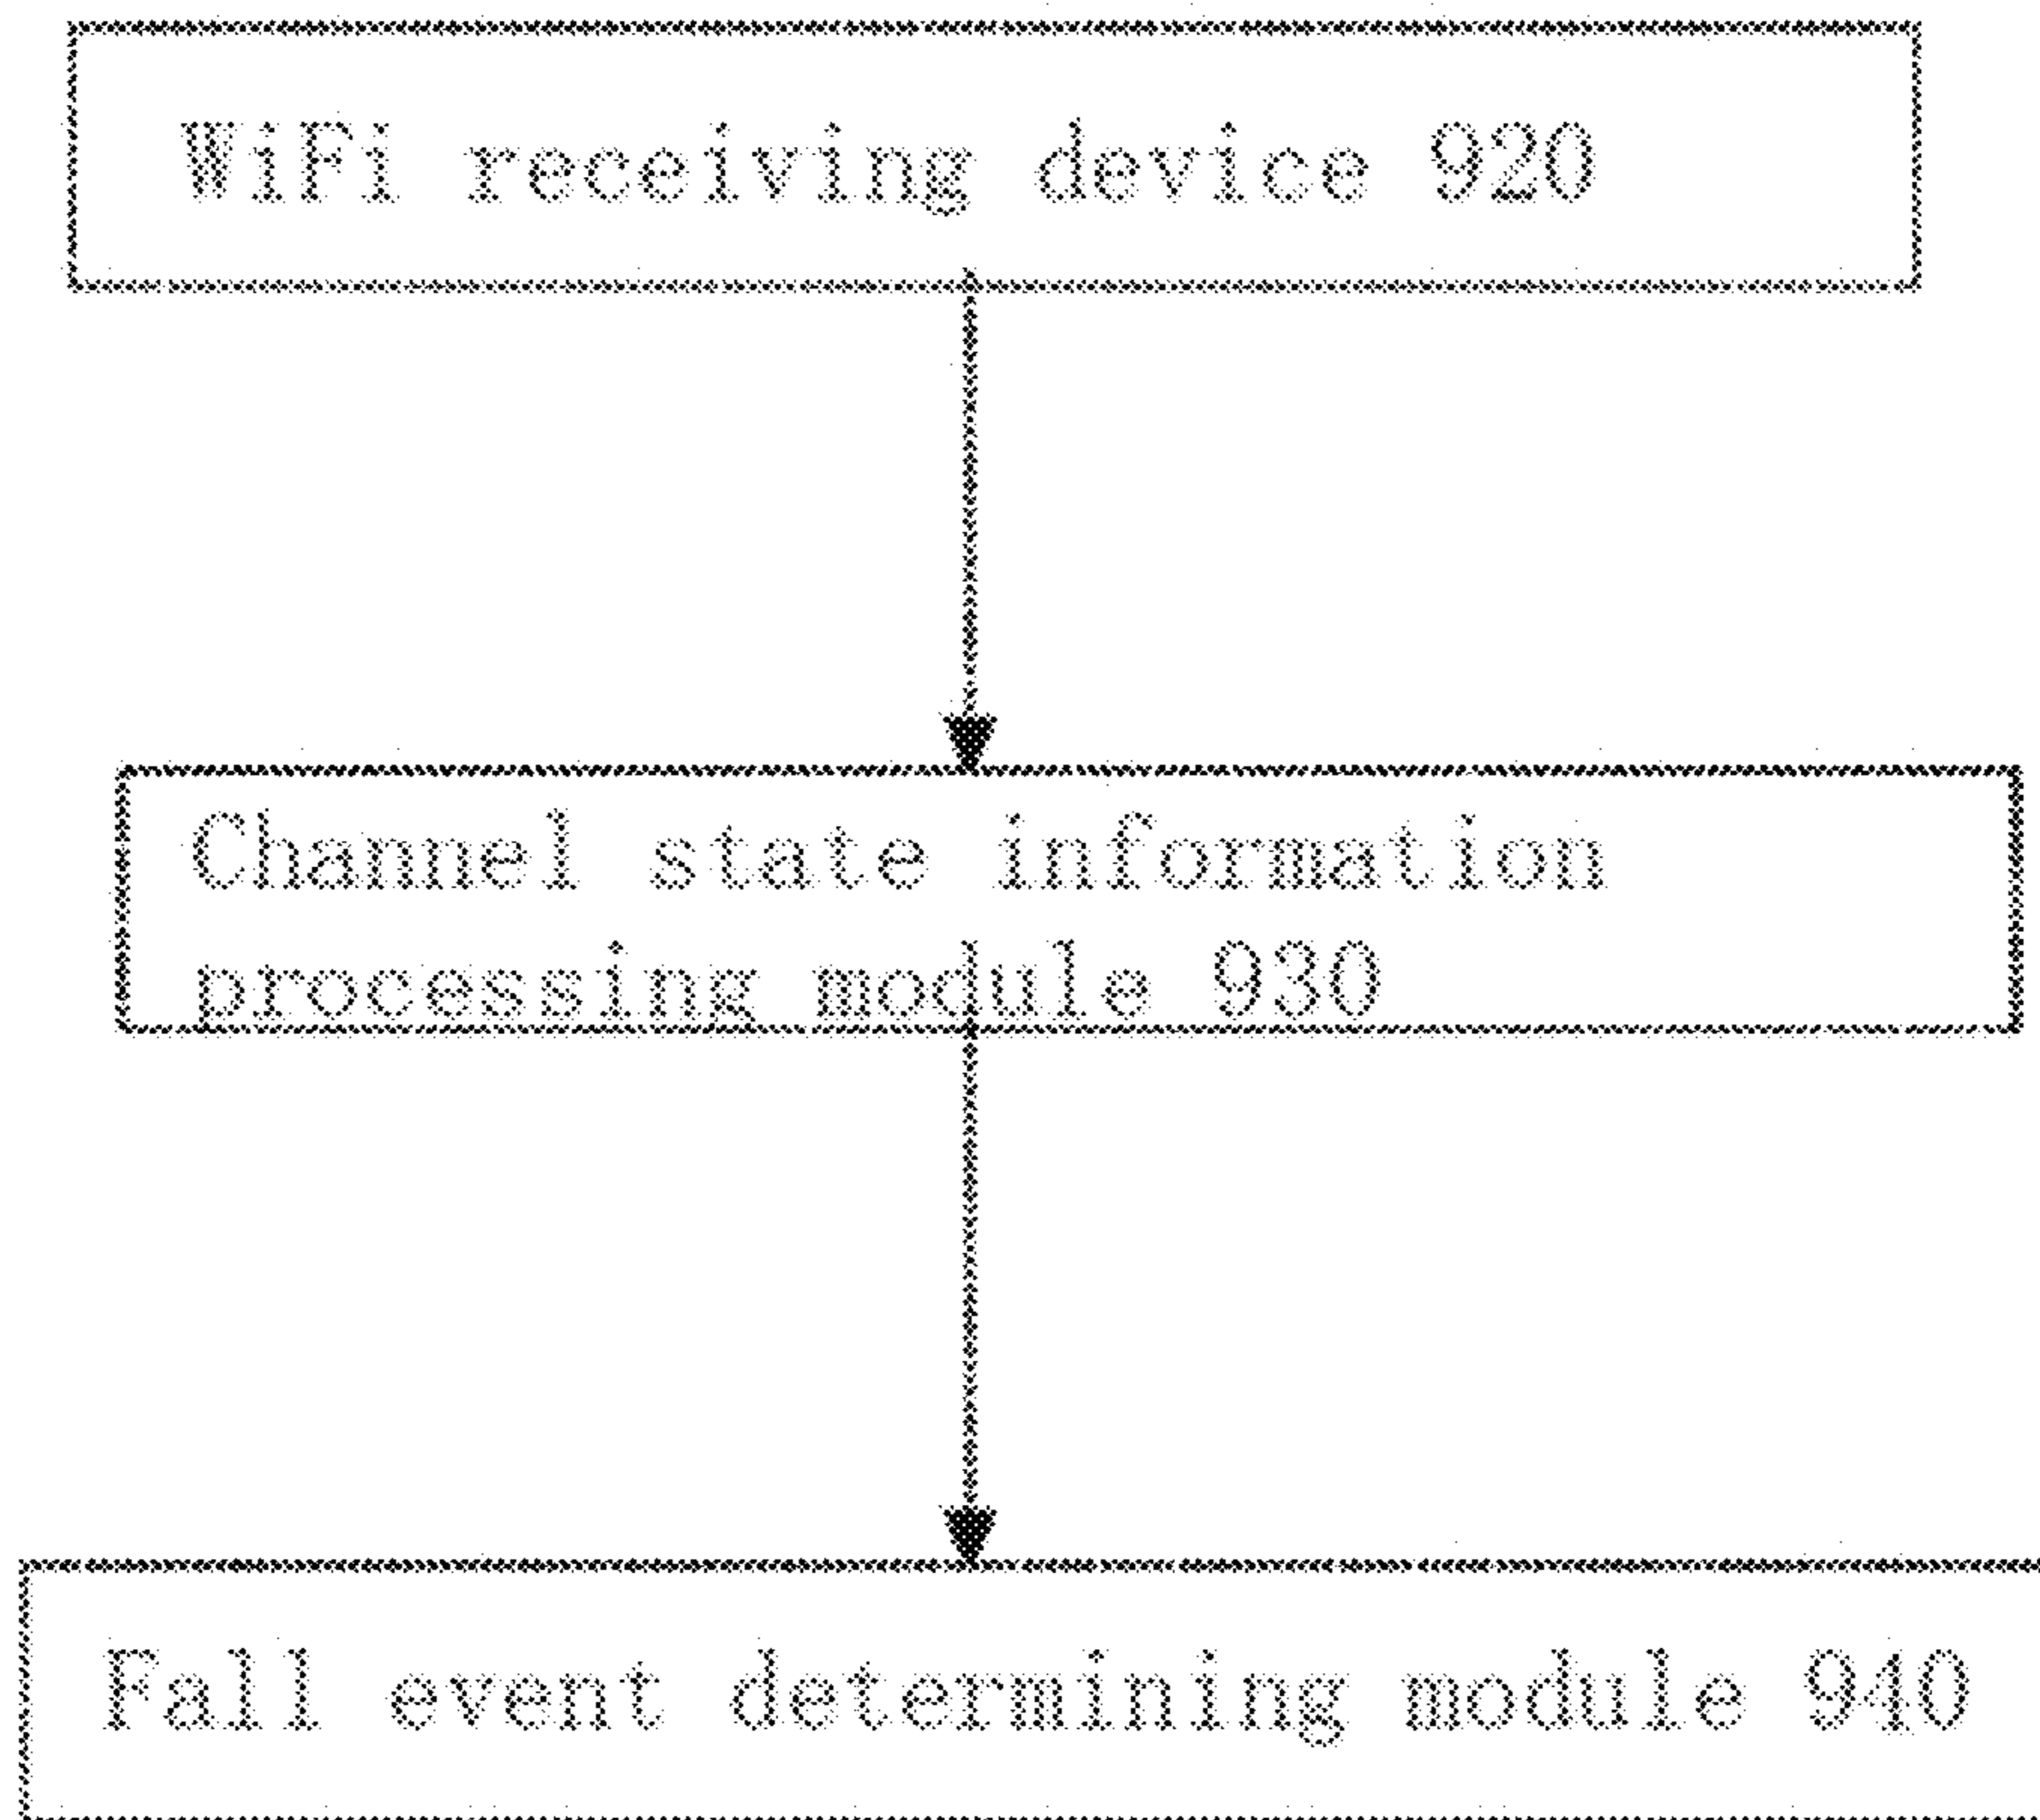 WiFi receiving device 920
Channel state information
processing module 930
Fall event determining module 940